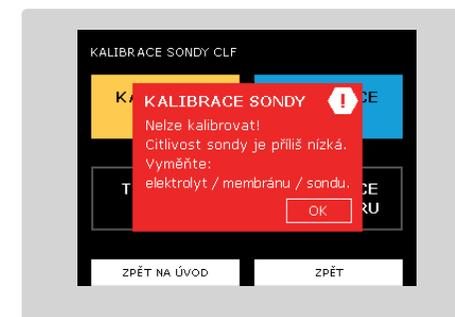 KALIBRACE SONDY CLF
KALIBRACE SONDY
!
Nelze kalibrovat!
Citlivost sondy je příliš nízká.
Vyměňte:
elektrolyt / membránu / sondu.
OK
ZPĚT NA ÚVOD
ZPĚT